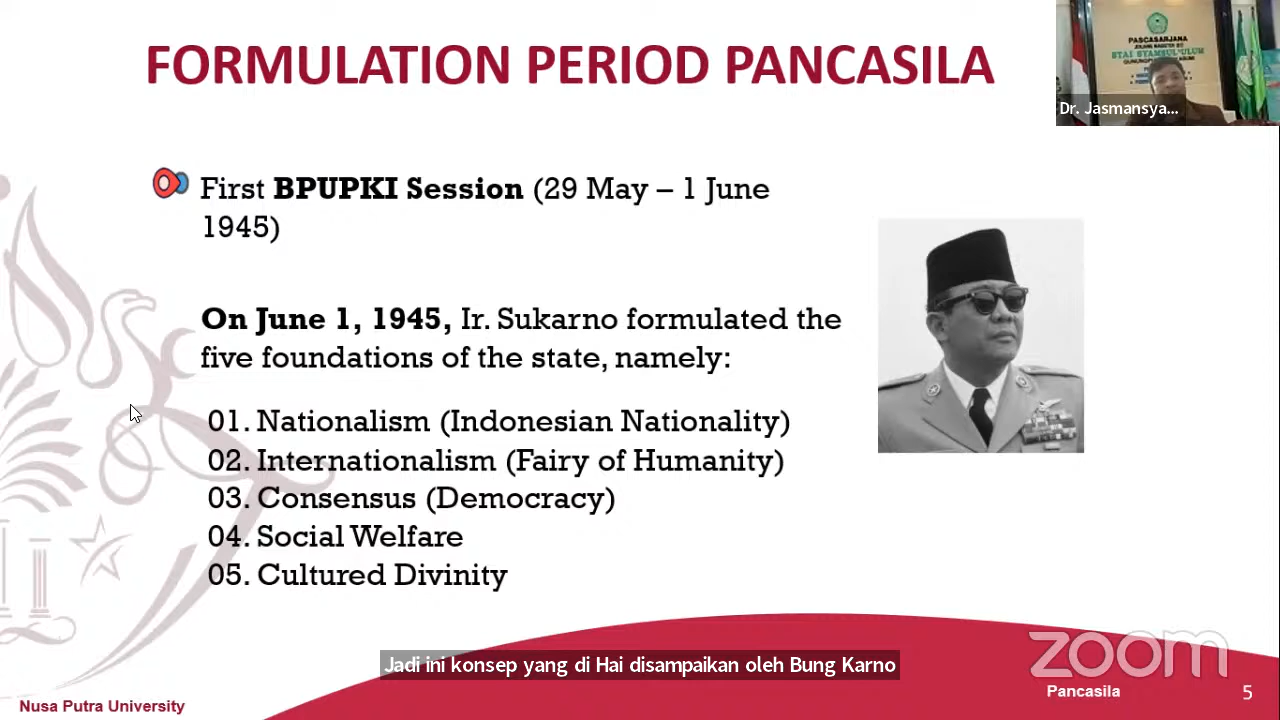 FORMULATION PERIOD PANCASILA
PASCASARJANA
STAI SYAMSUL 'ULUM
Dr. Jasmansya...
First BPUPKI Session (29 May – 1 June
1945)
On June 1, 1945, Ir. Sukarno formulated the
five foundations of the state, namely:
01. Nationalism (Indonesian Nationality)
02. Internationalism (Fairy of Humanity)
03. Consensus (Democracy)
04. Social Welfare
05. Cultured Divinity
Jadi ini konsep yang di Hai disampaikan oleh Bung Karno
zoom
Pancasila
5
Nusa Putra University